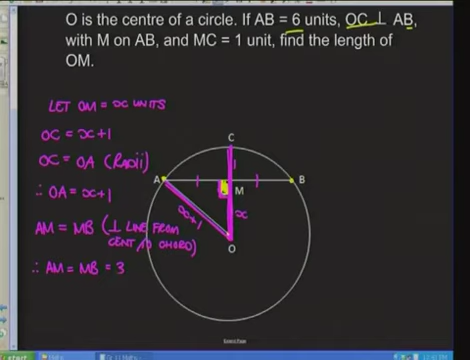 O is the centre of a circle. If AB = 6 units, OC ⊥ AB,
with M on AB, and MC = 1 unit, find the length of
OM.
LET OM = x UNITS
OC = x+1
OC = OA (RADII)
∴ OA = x+1
AM = MB (⊥ LINE FROM
CENT. TO CHORD)
∴ AM = MB = 3
C
1
A
M
B
x+1
x
O
start